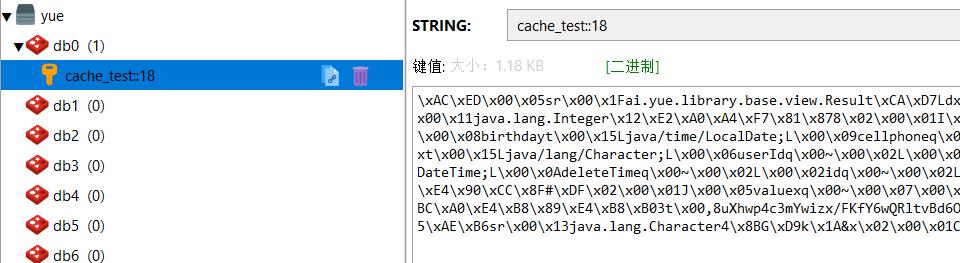 yue
db0 (1)
cache_test::18
db1 (0)
db2 (0)
db3 (0)
db4 (0)
db5 (0)
db6 (0)
STRING: cache_test::18
键值: 大小: 1.18 KB [二进制]
\xAC\xED\x00\x05sr\x00\x1Fai.yue.library.base.view.Result\xCA\xD7Ldx
x00\x11java.lang.Integer\x12\xE2\xA0\xA4\xF7\x81\x878\x02\x00\x01I\x
\x00\x08birthdayt\x00\x15Ljava/time/LocalDate;L\x00\x09cellphoneq\x0
xt\x00\x15Ljava/lang/Character;L\x00\x06userIdq\x00~\x00\x02L\x00\x0
DateTime;L\x00\x0AdeleteTimeq\x00~\x00\x02L\x00\x02idq\x00~\x00\x02L
\xE4\x90\xCC\x8F#\xDF\x02\x00\x01J\x00\x05valuexq\x00~\x00\x07\x00\x
BC\xA0\xE4\xB8\x89\xE4\xB8\xB03t\x00,8uXhwp4c3mYwizx/FKfY6wQRltvBd6O
5\xAE\xB6sr\x00\x13java.lang.Character4\x8BG\xD9k\x1A&x\x02\x00\x01C